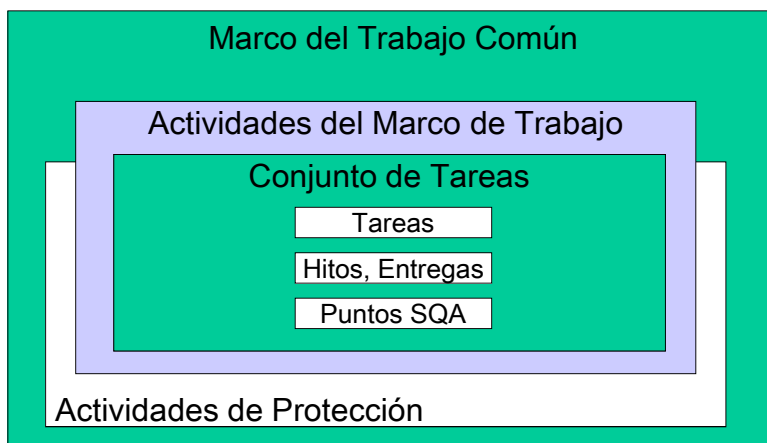 Marco del Trabajo Común
Actividades del Marco de Trabajo
Conjunto de Tareas
Tareas
Hitos, Entregas
Puntos SQA
Actividades de Protección